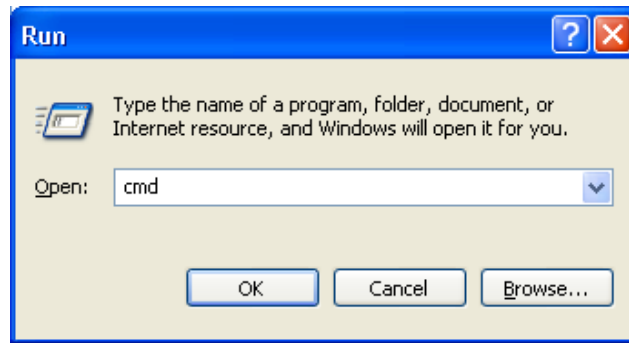 Run
Type the name of a program, folder, document, or
Internet resource, and Windows will open it for you.
Open: cmd
OK Cancel Browse...